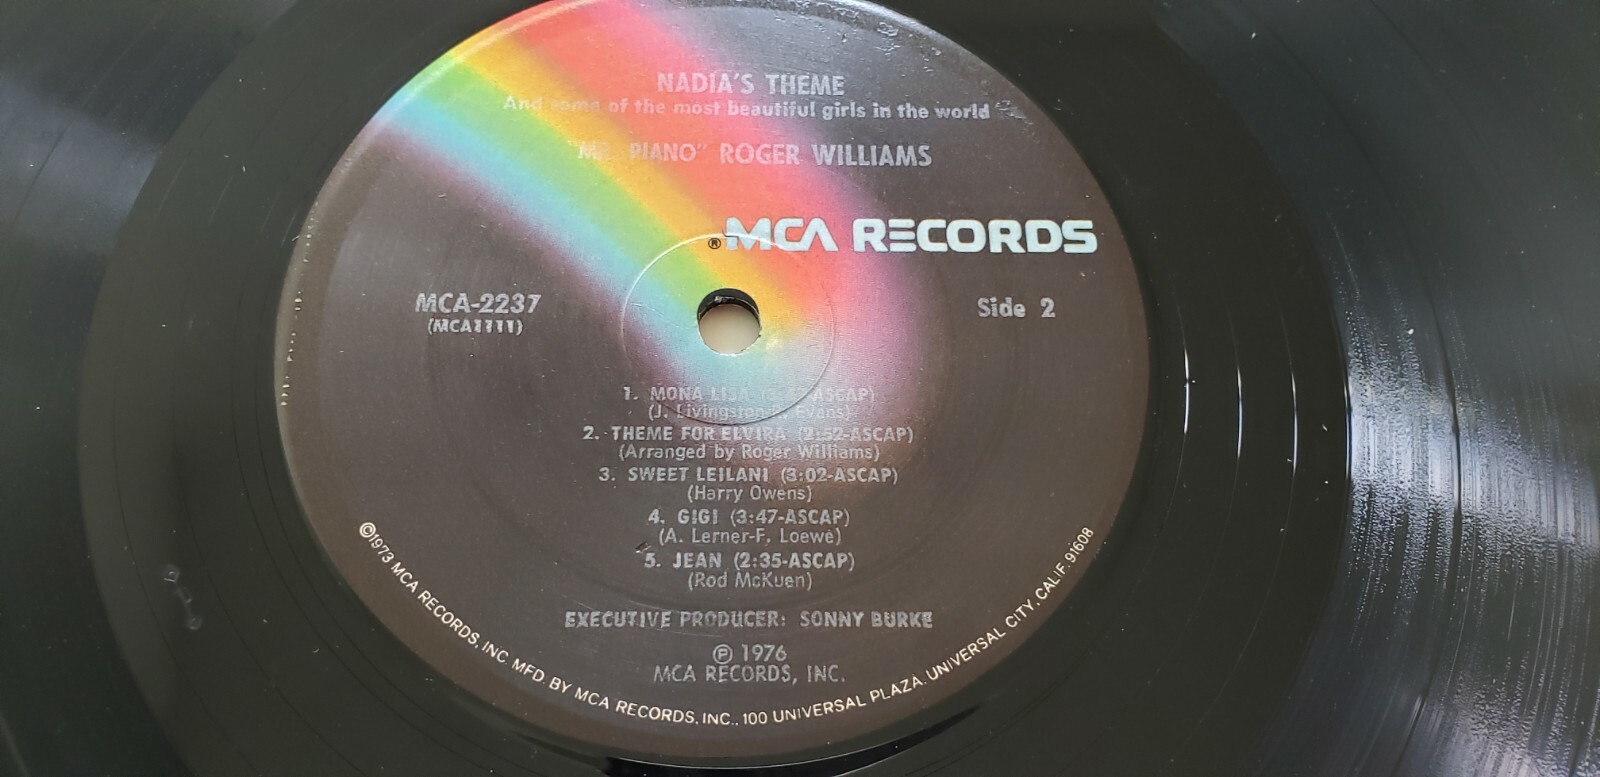 NADIA'S THEME
And some of the most beautiful girls in the world
"MR. PIANO" ROGER WILLIAMS
® MCA RECORDS
MCA-2237
(MCA1111)
Side 2
1. MONA LISA -ASCAP)
(J. Livingston-R. Evans)
2. THEME FOR ELVIRA (2:52-ASCAP)
(Arranged by Roger Williams)
3. SWEET LEILANI (3:02-ASCAP)
(Harry Owens)
4. GIGI (3:47-ASCAP)
(A. Lerner-F. Loewe)
5. JEAN (2:35-ASCAP)
(Rod McKuen)
EXECUTIVE PRODUCER: SONNY BURKE
℗ 1976
MCA RECORDS, INC.
©1973 MCA RECORDS, INC MFD. BY MCA RECORDS, INC., 100 UNIVERSAL PLAZA, UNIVERSAL CITY, CALIF. 91608